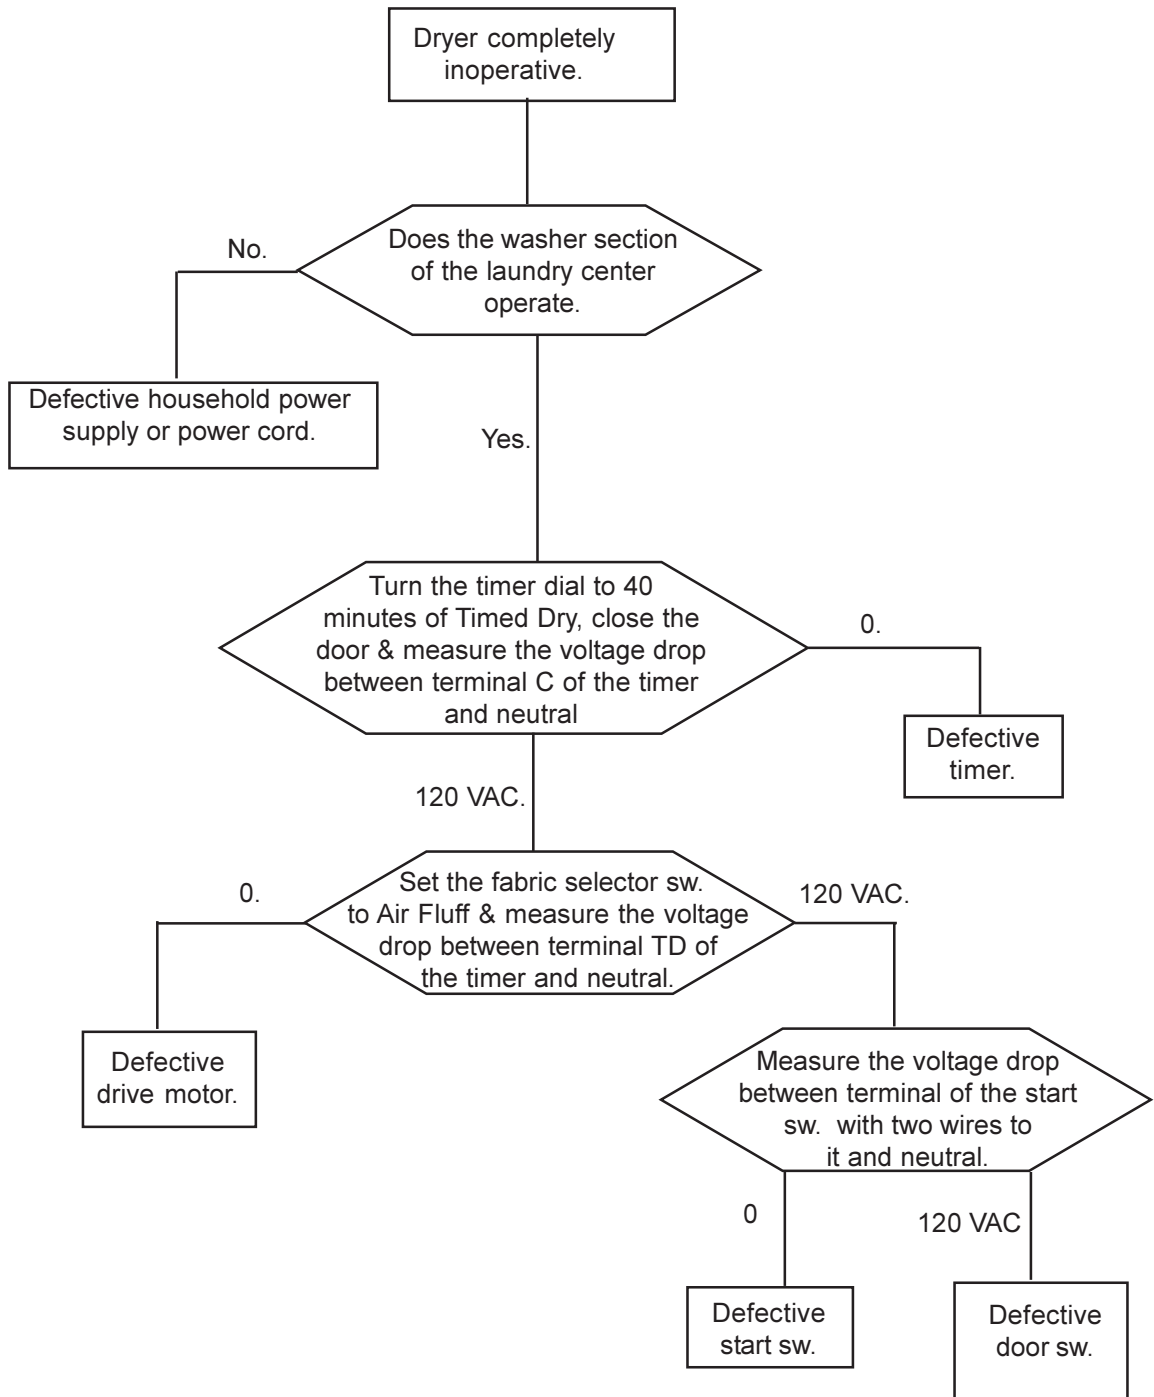 Dryer completely
inoperative.
Does the washer section
of the laundry center
operate.
No.
Defective household power
supply or power cord.
Yes.
Turn the timer dial to 40
minutes of Timed Dry, close the
door & measure the voltage drop
between terminal C of the timer
and neutral
0.
Defective
timer.
120 VAC.
Set the fabric selector sw.
to Air Fluff & measure the voltage
drop between terminal TD of
the timer and neutral.
0.
120 VAC.
Defective
drive motor.
Measure the voltage drop
between terminal of the start
sw. with two wires to
it and neutral.
0
120 VAC
Defective
start sw.
Defective
door sw.